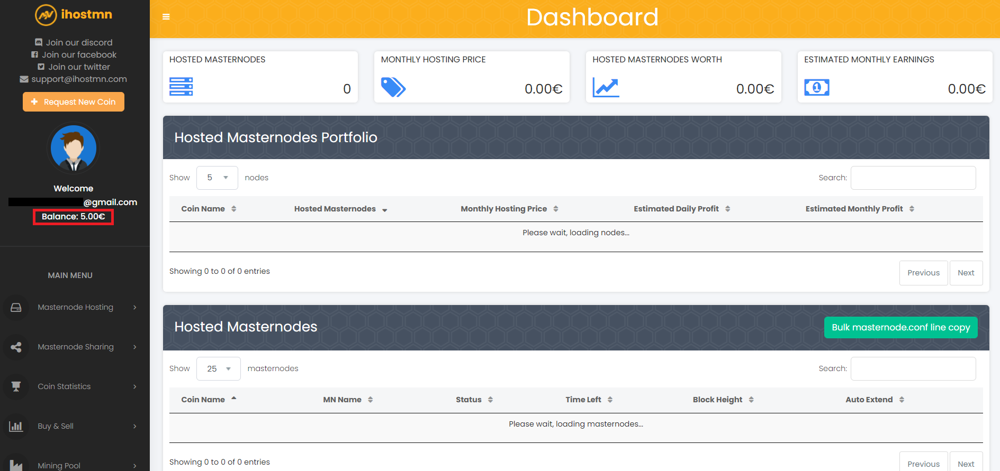 ihostmn
Join our discord
Join our facebook
Join our twitter
support@ihostmn.com
Request New Coin
Welcome
@gmail.com
Balance: 5.00€
MAIN MENU
Masternode Hosting
Masternode Sharing
Coin Statistics
Buy & Sell
Mining Pool
Dashboard
HOSTED MASTERNODES
0
MONTHLY HOSTING PRICE
0.00€
HOSTED MASTERNODES WORTH
0.00€
ESTIMATED MONTHLY EARNINGS
1
0.00€
Hosted Masternodes Portfolio
Show 5 nodes Search:
Coin Name Hosted Masternodes Monthly Hosting Price Estimated Daily Profit Estimated Monthly Profit
Please wait, loading nodes...
Showing 0 to 0 of 0 entries Previous Next
Hosted Masternodes Bulk masternode.conf line copy
Show 25 masternodes Search:
Coin Name MN Name Status Time Left Block Height Auto Extend
Please wait, loading masternodes...
Showing 0 to 0 of 0 entries Previous Next